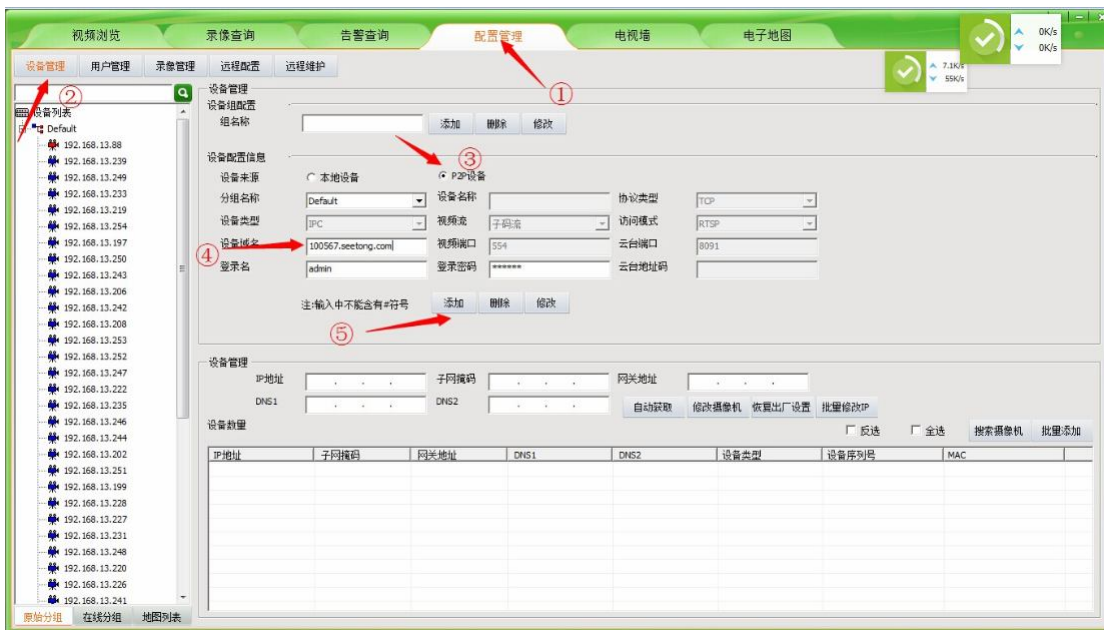 视频浏览 录像查询 告警查询 配置管理 电视墙 电子地图
0K/s
0K/s
设备管理 用户管理 录像管理 远程配置 远程维护
7.1K/s
55K/s
②
①
设备列表
Default
192.168.13.88
192.168.13.239
192.168.13.249
192.168.13.233
192.168.13.219
192.168.13.254
192.168.13.197
192.168.13.250
192.168.13.243
192.168.13.206
192.168.13.242
192.168.13.208
192.168.13.253
192.168.13.252
192.168.13.247
192.168.13.222
192.168.13.235
192.168.13.246
192.168.13.244
192.168.13.202
192.168.13.251
192.168.13.199
192.168.13.228
192.168.13.227
192.168.13.231
192.168.13.248
192.168.13.220
192.168.13.226
192.168.13.241
原始分组 在线分组 地图列表
设备管理
设备组配置
组名称 添加 删除 修改
③
设备配置信息
设备来源 本地设备 P2P设备
分组名称 Default 设备名称 协议类型 TCP
设备类型 IPC 视频流 子码流 访问模式 RTSP
④ 设备域名 100567.seetong.com 视频端口 554 云台端口 8091
登录名 admin 登录密码 ****** 云台地址码
注:输入中不能含有#符号 添加 删除 修改
⑤
设备管理
IP地址 . . . 子网掩码 . . . 网关地址 . . .
DNS1 . . . DNS2 . . . 自动获取 修改摄像机 恢复出厂设置 批量修改IP
设备数量 反选 全选 搜索摄像机 批量添加
IP地址 子网掩码 网关地址 DNS1 DNS2 设备类型 设备序列号 MAC